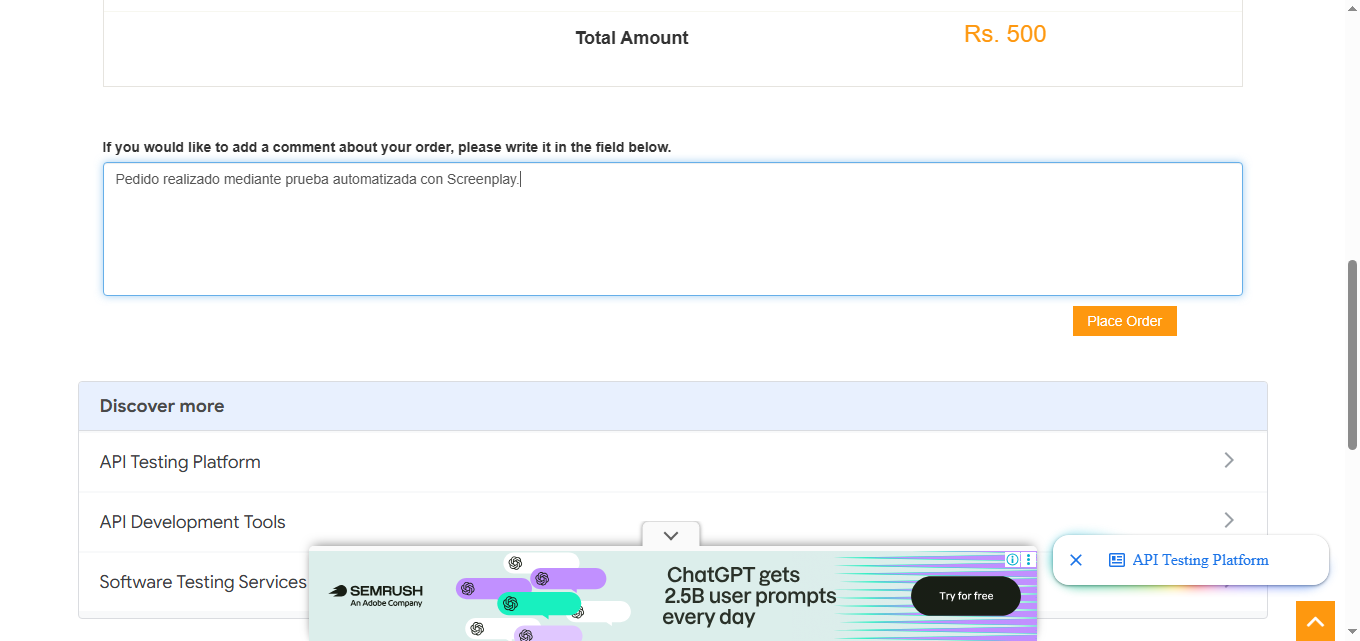 Total Amount
Rs. 500
If you would like to add a comment about your order, please write it in the field below.
Pedido realizado mediante prueba automatizada con Screenplay.
Place Order
Discover more
API Testing Platform
API Development Tools
Software Testing Services
SEMRUSH
An Adobe Company
ChatGPT gets
2.5B user prompts
every day
Try for free
API Testing Platform